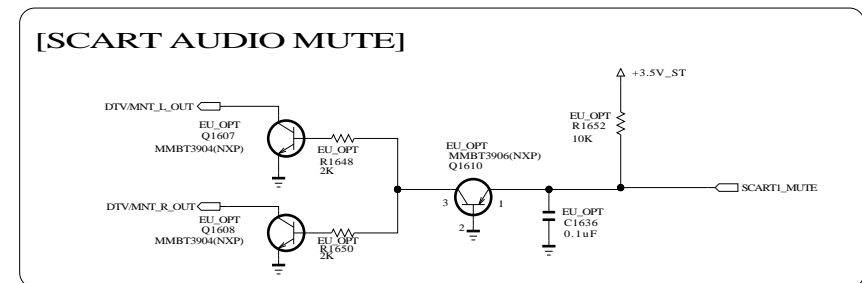 [SCART AUDIO MUTE]
+3.5V_ST
DTV/MNT_L_OUT
EU_OPT
Q1607
MMBT3904(NXP)
EU_OPT
R1648
2K
EU_OPT
R1652
10K
EU_OPT
MMBT3906(NXP)
Q1610
3
1
2
SCART1_MUTE
DTV/MNT_R_OUT
EU_OPT
Q1608
MMBT3904(NXP)
EU_OPT
R1650
2K
EU_OPT
C1636
0.1uF